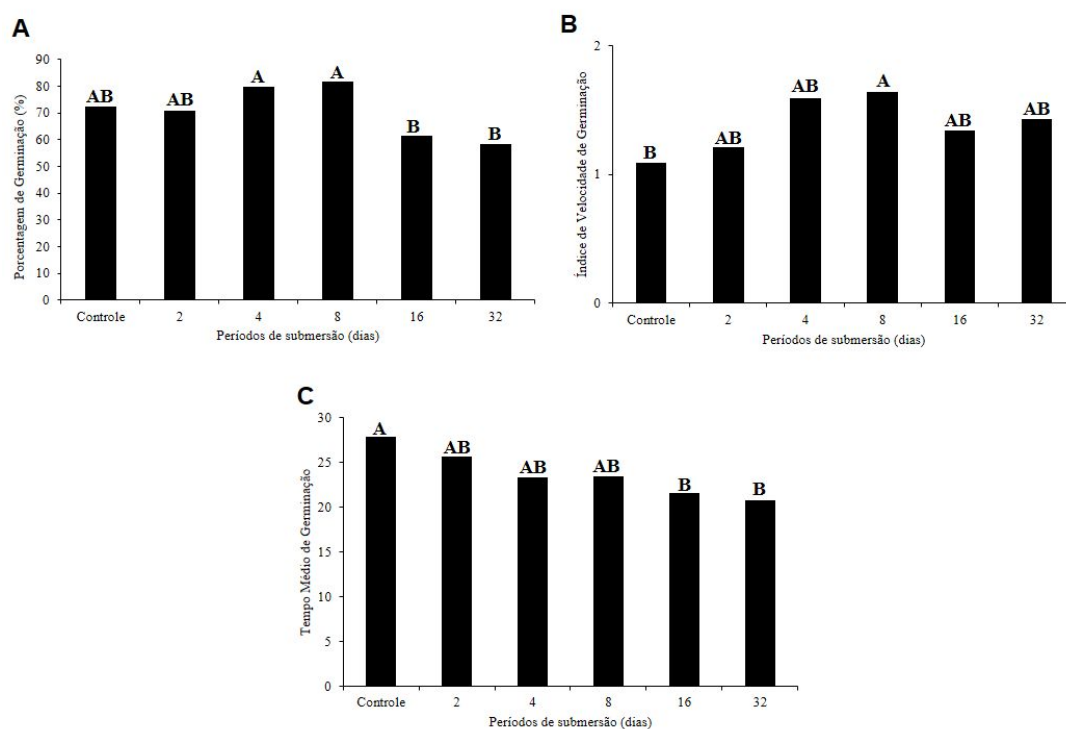 A
Porcentagem de Germinação (%)
90
80
70
60
50
40
30
20
10
0
AB
AB
A
A
B
B
Controle 2 4 8 16 32
Períodos de submersão (dias)
B
Índice de Velocidade de Germinação
2
1
0
B
AB
AB
A
AB
AB
Controle 2 4 8 16 32
Períodos de submersão (dias)
C
Tempo Médio de Germinação
30
25
20
15
10
5
0
A
AB
AB
AB
B
B
Controle 2 4 8 16 32
Períodos de submersão (dias)